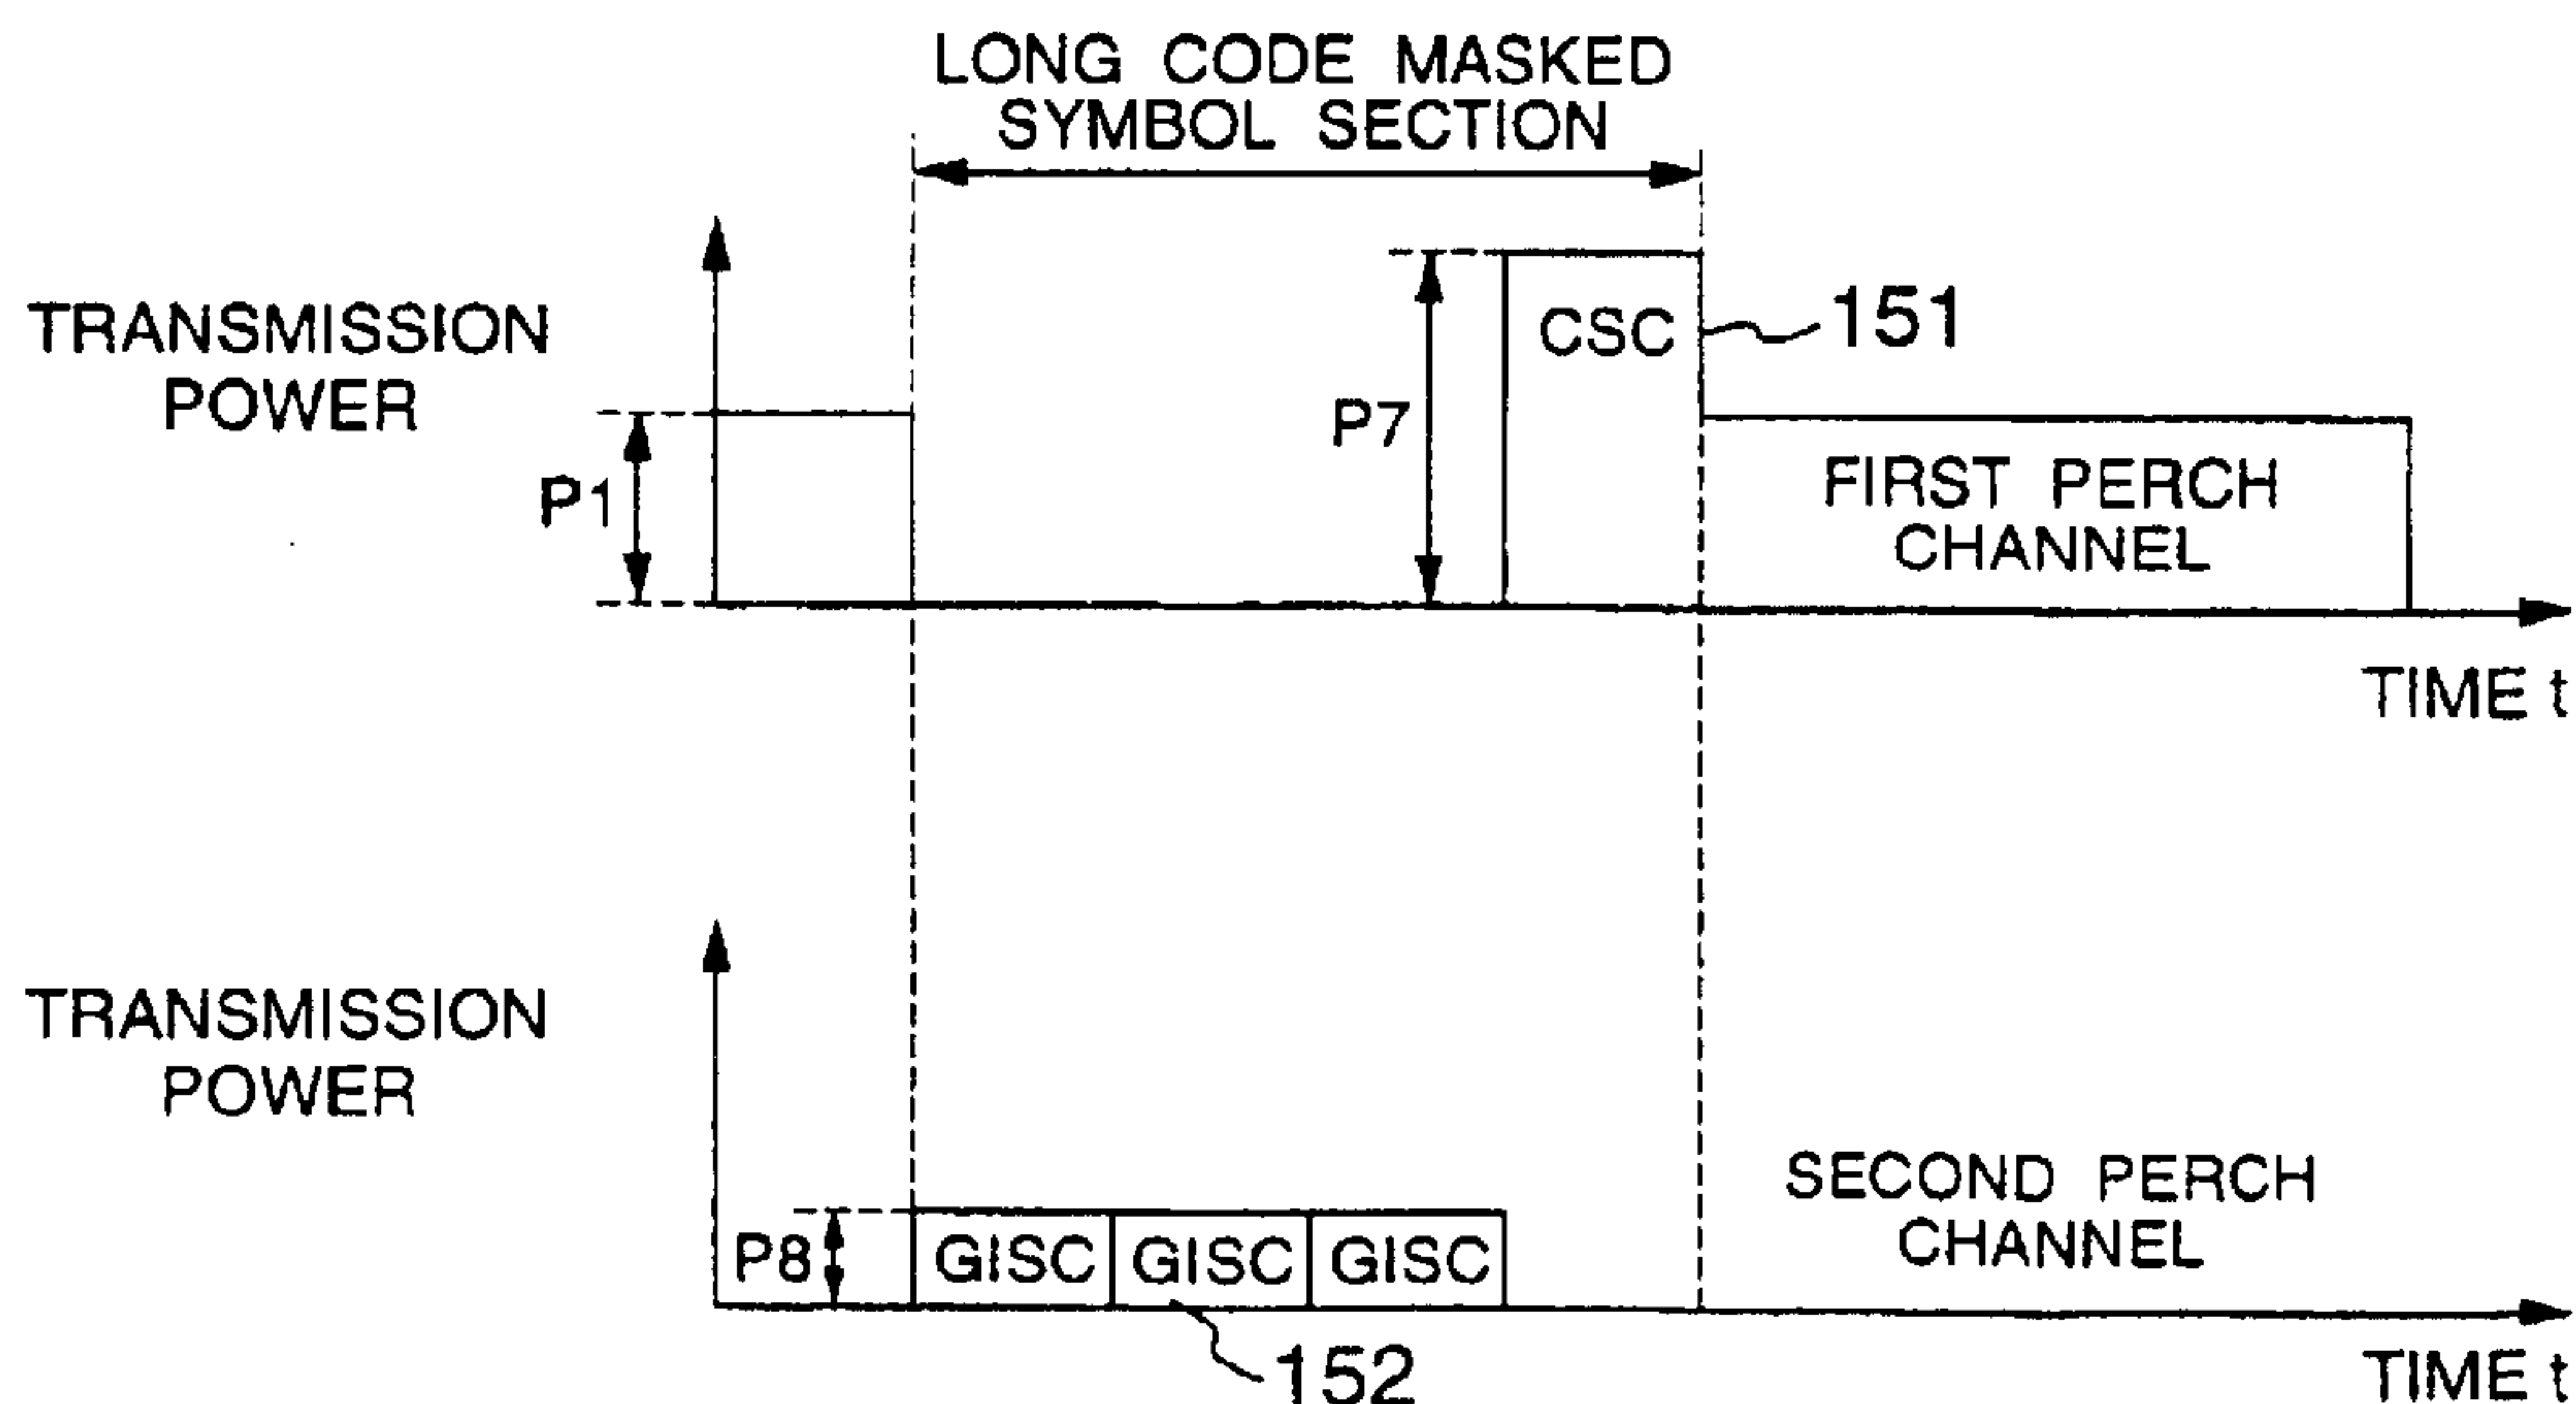 LONG CODE MASKED
SYMBOL SECTION
TRANSMISSION
POWER
P1
P7
CSC
151
FIRST PERCH
CHANNEL
TIME t
TRANSMISSION
POWER
P8
GISC GISC GISC
152
SECOND PERCH
CHANNEL
TIME t